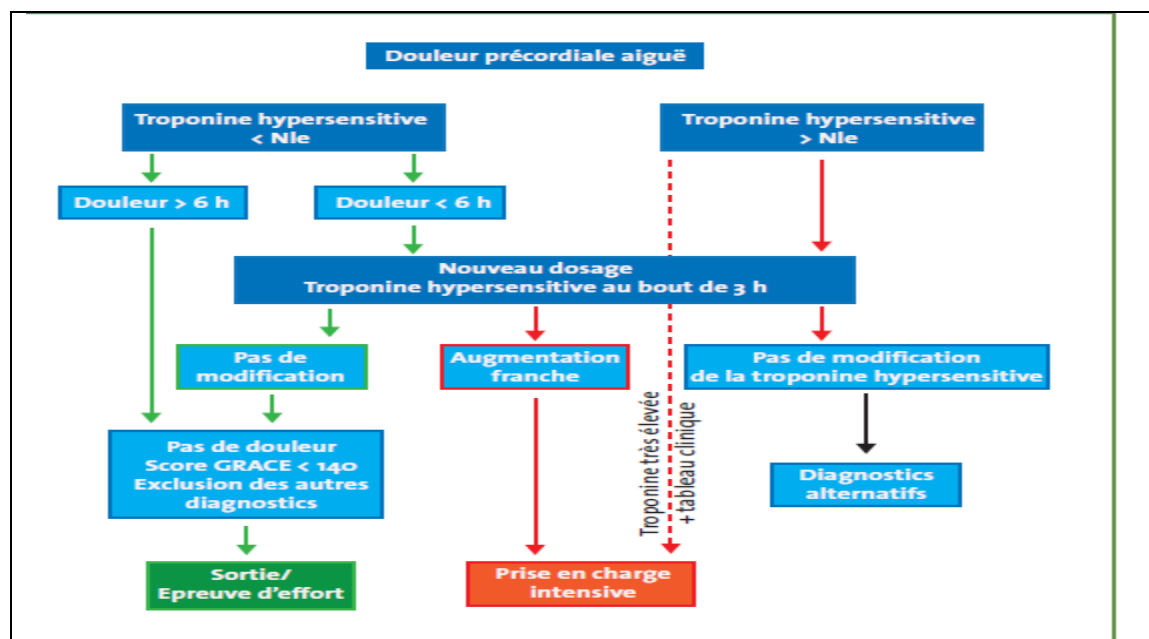 Douleur précordiale aiguë
Troponine hypersensitive
< Nle
Troponine hypersensitive
> Nle
Douleur > 6 h
Douleur < 6 h
Nouveau dosage
Troponine hypersensitive au bout de 3 h
Pas de
modification
Augmentation
franche
Troponine très élevée
+ tableau clinique
Pas de modification
de la troponine hypersensitive
Pas de douleur
Score GRACE < 140
Exclusion des autres
diagnostics
Diagnostics
alternatifs
Sortie/
Epreuve d'effort
Prise en charge
intensive